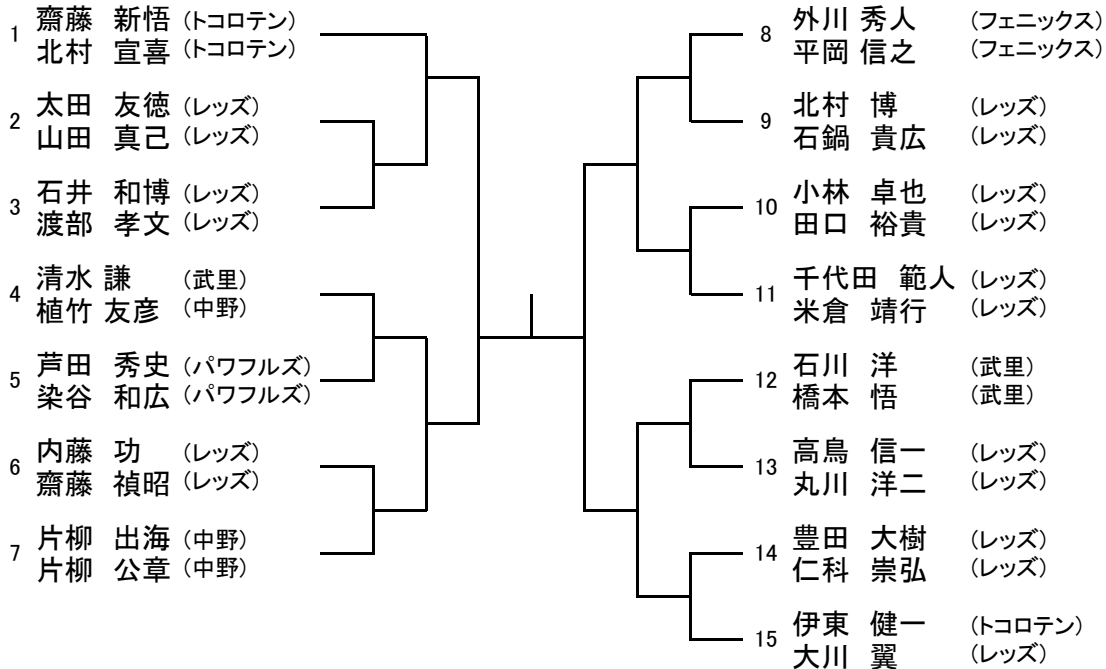 1 齋藤 新悟 (トコロテン)
北村 宣喜 (トコロテン)
2 太田 友徳 (レッズ)
山田 真己 (レッズ)
3 石井 和博 (レッズ)
渡部 孝文 (レッズ)
4 清水 謙 (武里)
植竹 友彦 (中野)
5 芦田 秀史 (パワフルズ)
染谷 和広 (パワフルズ)
6 内藤 功 (レッズ)
齋藤 禎昭 (レッズ)
7 片柳 出海 (中野)
片柳 公章 (中野)
8 外川 秀人 (フェニックス)
平岡 信之 (フェニックス)
9 北村 博 (レッズ)
石鍋 貴広 (レッズ)
10 小林 卓也 (レッズ)
田口 裕貴 (レッズ)
11 千代田 範人 (レッズ)
米倉 靖行 (レッズ)
12 石川 洋 (武里)
橋本 悟 (武里)
13 高鳥 信一 (レッズ)
丸川 洋二 (レッズ)
14 豊田 大樹 (レッズ)
仁科 崇弘 (レッズ)
15 伊東 健一 (トコロテン)
大川 翼 (レッズ)